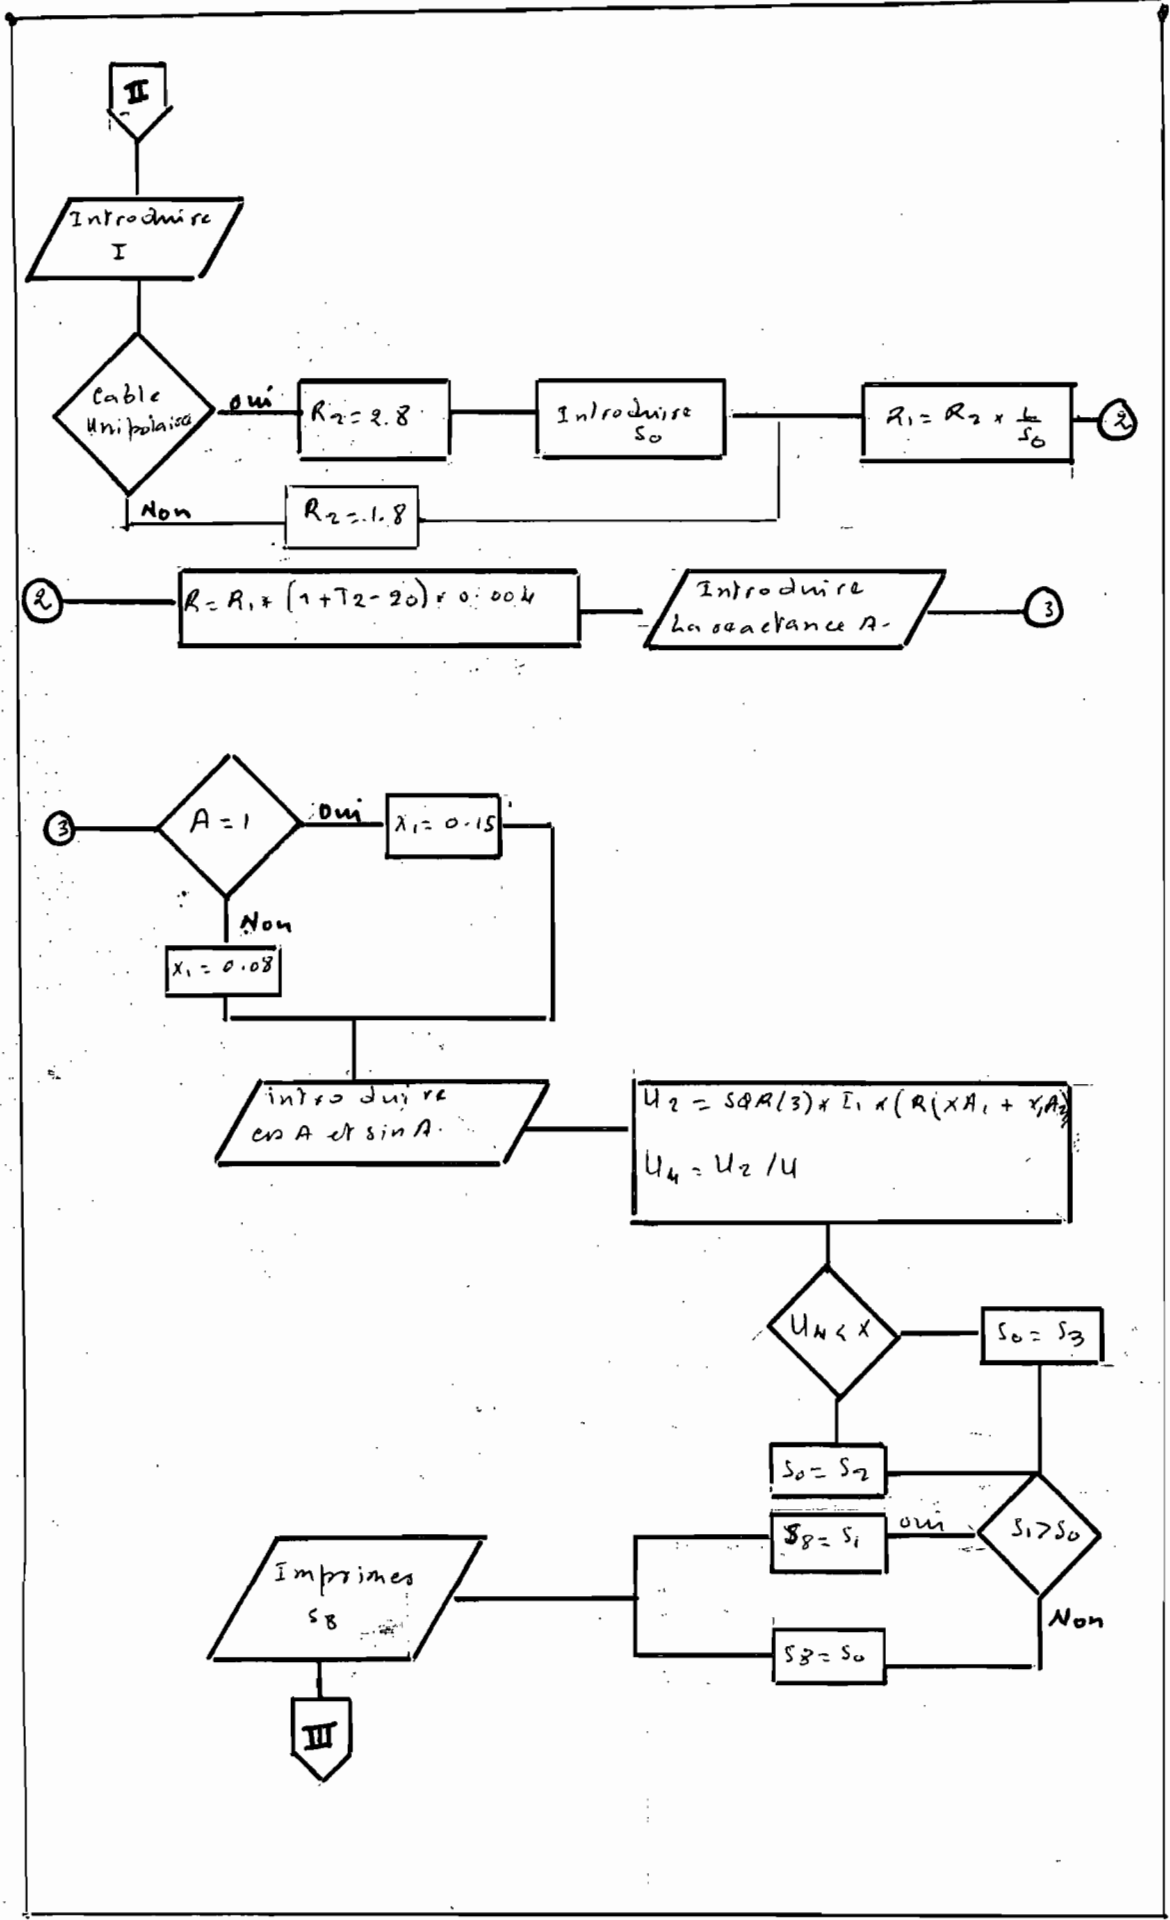 II
Introduire
I
Cable
Unipolaire
oui
R2 = 2.8
Introduire
S0
R1 = R2 * L/S0
2
Non
R2 = 1.8
2
R = R1 * (1+T2-20) * 0.004
Introduire
La reactance A.
3
3
A = 1
oui
X1 = 0.15
Non
X1 = 0.08
introduire
cos A et sin A.
U2 = SQR(3) * I1 * (R(XA1 + X1A2)
U4 = U2 / U
U4 < X
S0 = S3
S0 = S2
S8 = S1
oui
S1 > S0
Imprimer
S8
Non
S8 = S0
III